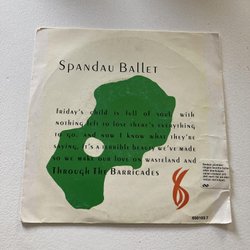 Spandau Ballet
Friday's child is full of soul with
nothing left to lose there's everything
to go. and now I know what they're
saying, it's a terrible beauty we've made
so we make our love on wasteland and
Through The Barricades
650193 7